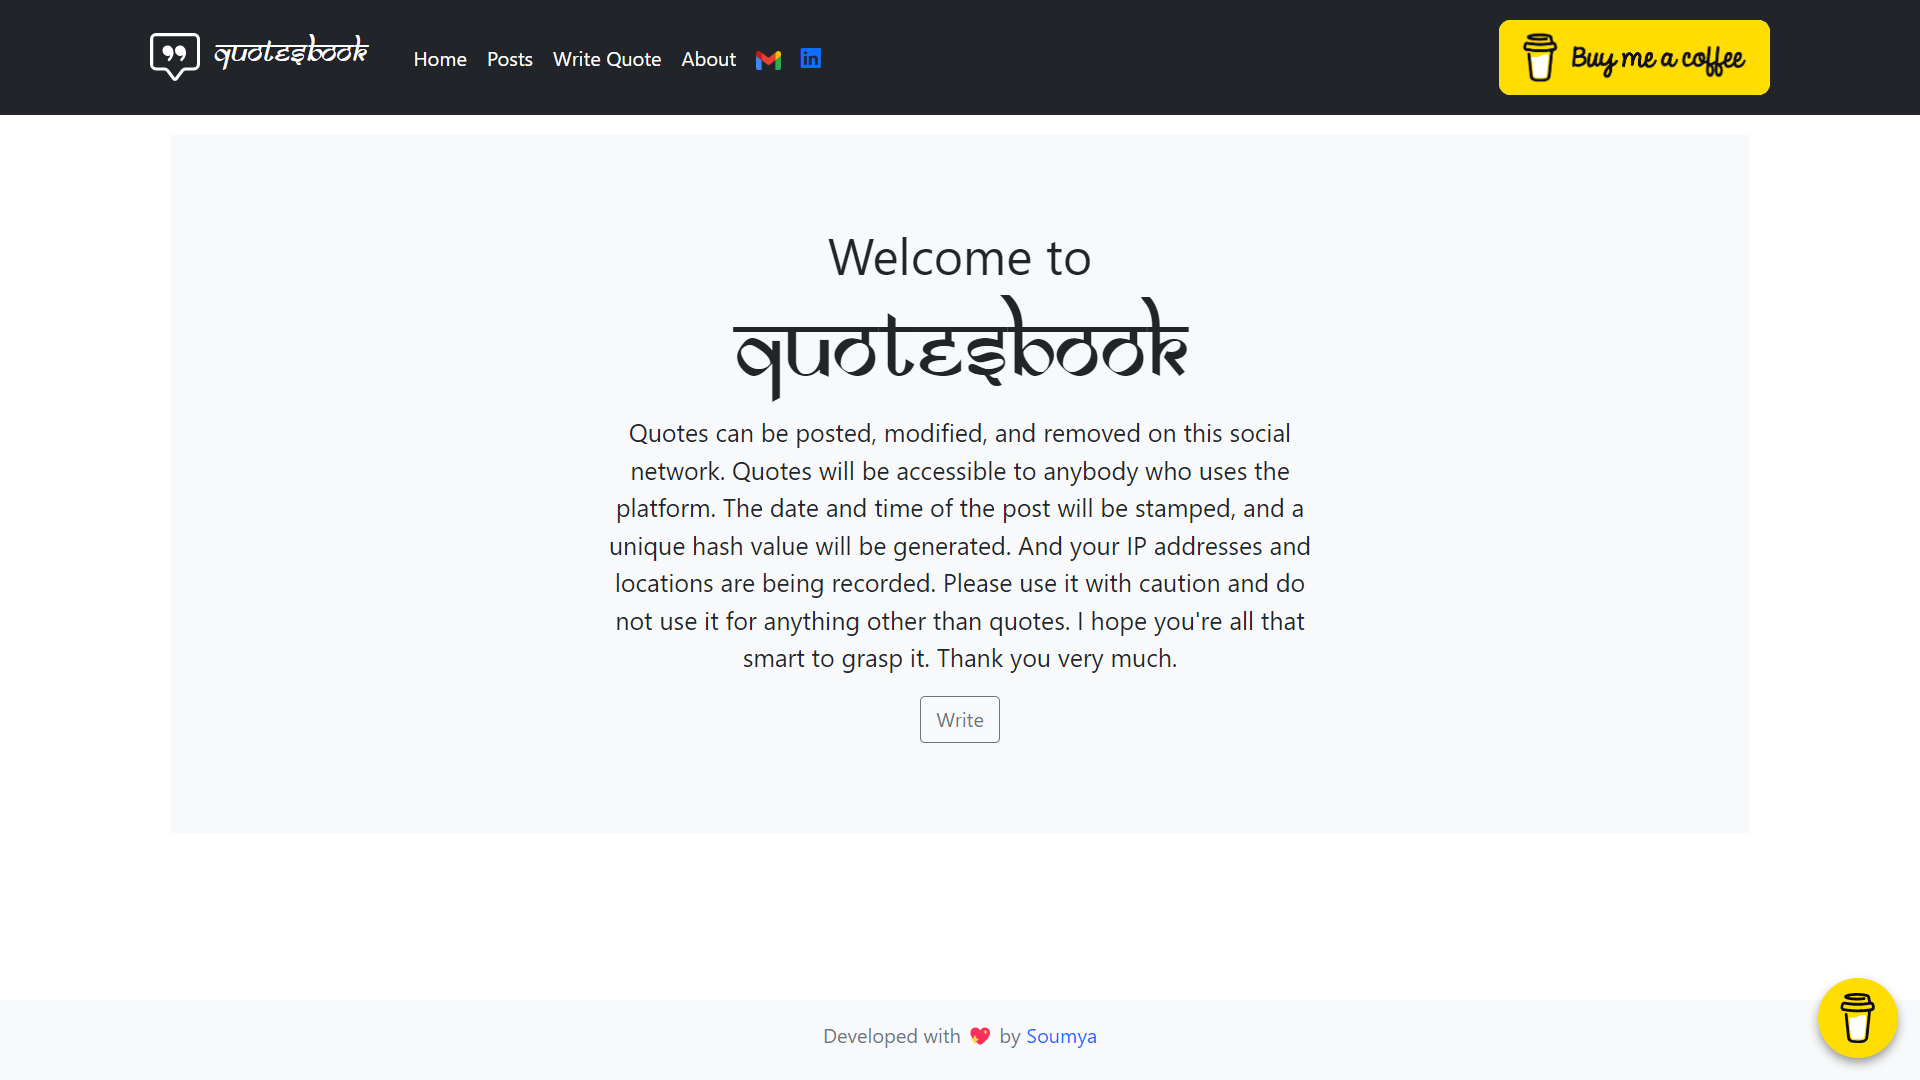 quotesbook
Home Posts Write Quote About
Buy me a coffee
Welcome to
quotesbook
Quotes can be posted, modified, and removed on this social
network. Quotes will be accessible to anybody who uses the
platform. The date and time of the post will be stamped, and a
unique hash value will be generated. And your IP addresses and
locations are being recorded. Please use it with caution and do
not use it for anything other than quotes. I hope you're all that
smart to grasp it. Thank you very much.
Write
Developed with 💖 by Soumya